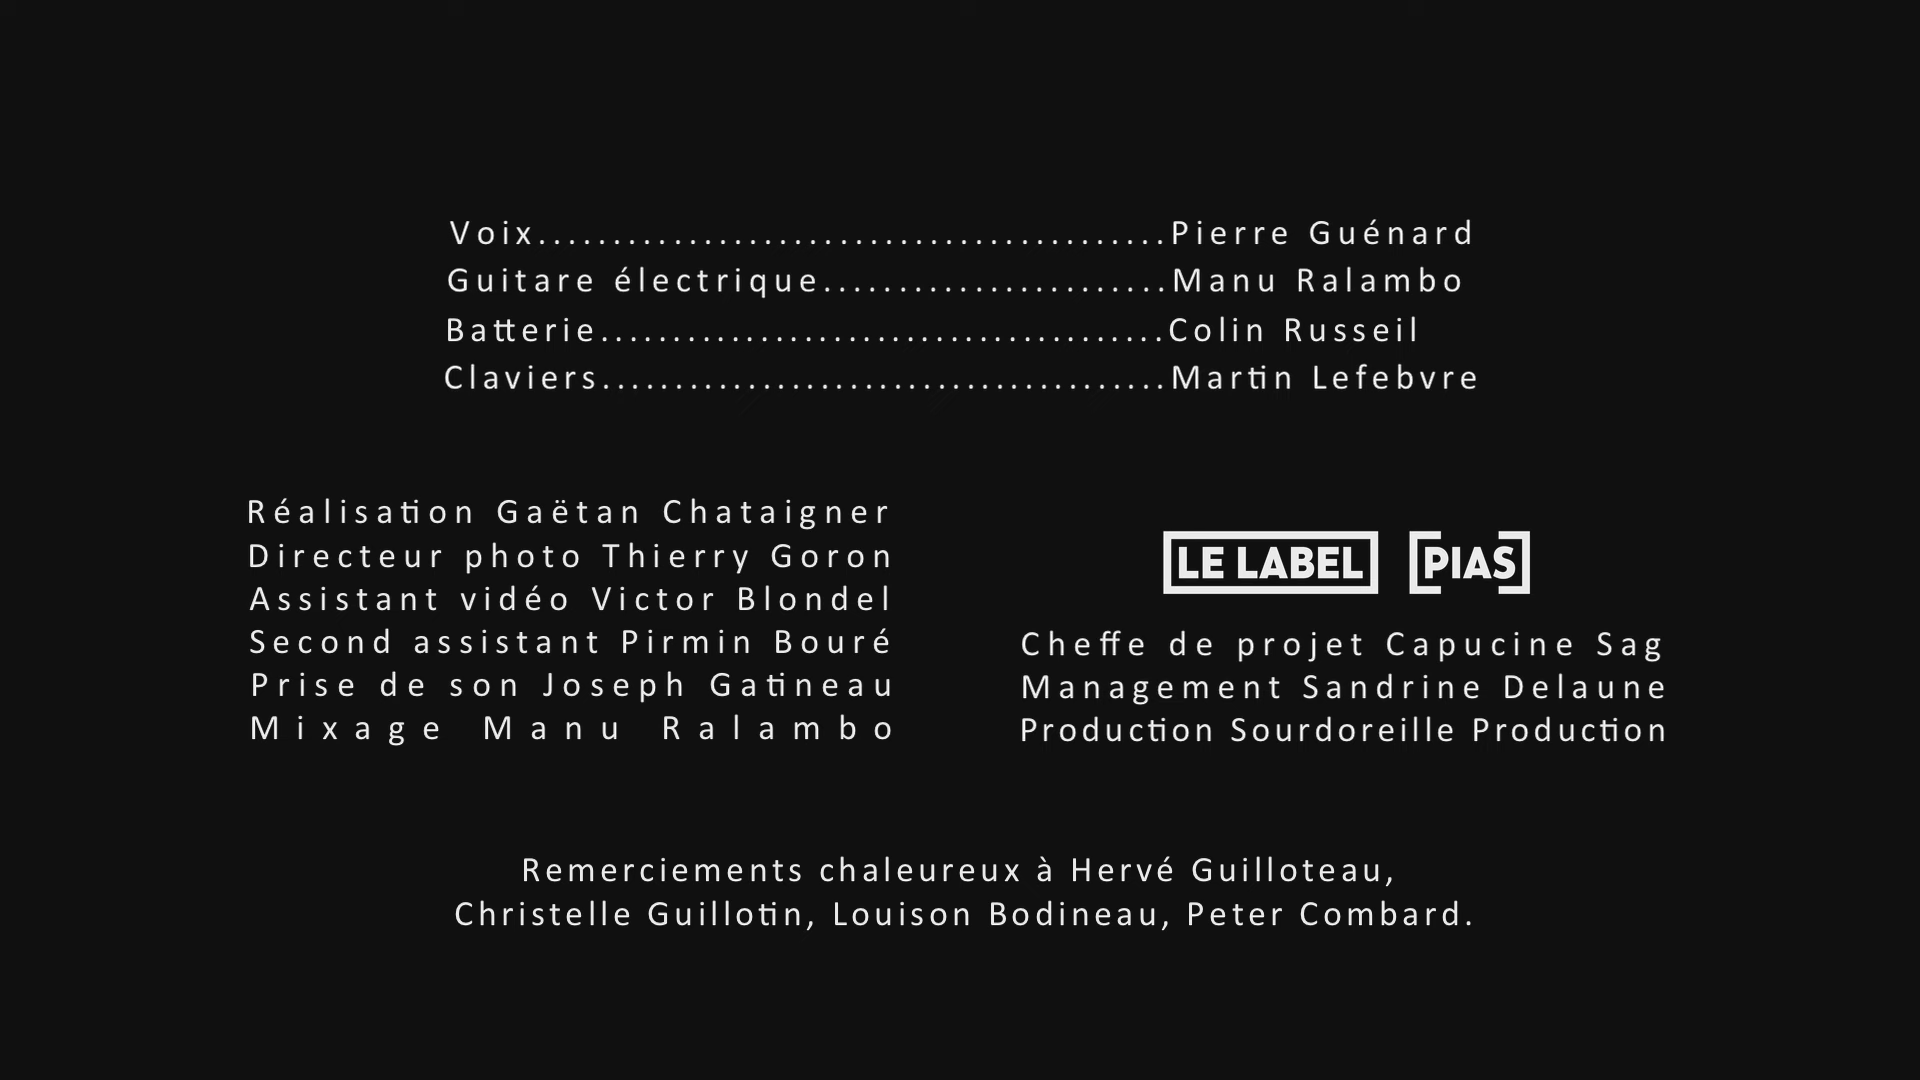 Voix..........................................Pierre Guénard
Guitare électrique.......................Manu Ralambo
Batterie.......................................Colin Russeil
Claviers.......................................Martin Lefebvre
Réalisation Gaëtan Chataigner
Directeur photo Thierry Goron
Assistant vidéo Victor Blondel
Second assistant Pirmin Bouré
Prise de son Joseph Gatineau
Mixage Manu Ralambo
LE LABEL [PIAS]
Cheffe de projet Capucine Sag
Management Sandrine Delaune
Production Sourdoreille Production
Remerciements chaleureux à Hervé Guilloteau,
Christelle Guillotin, Louison Bodineau, Peter Combard.